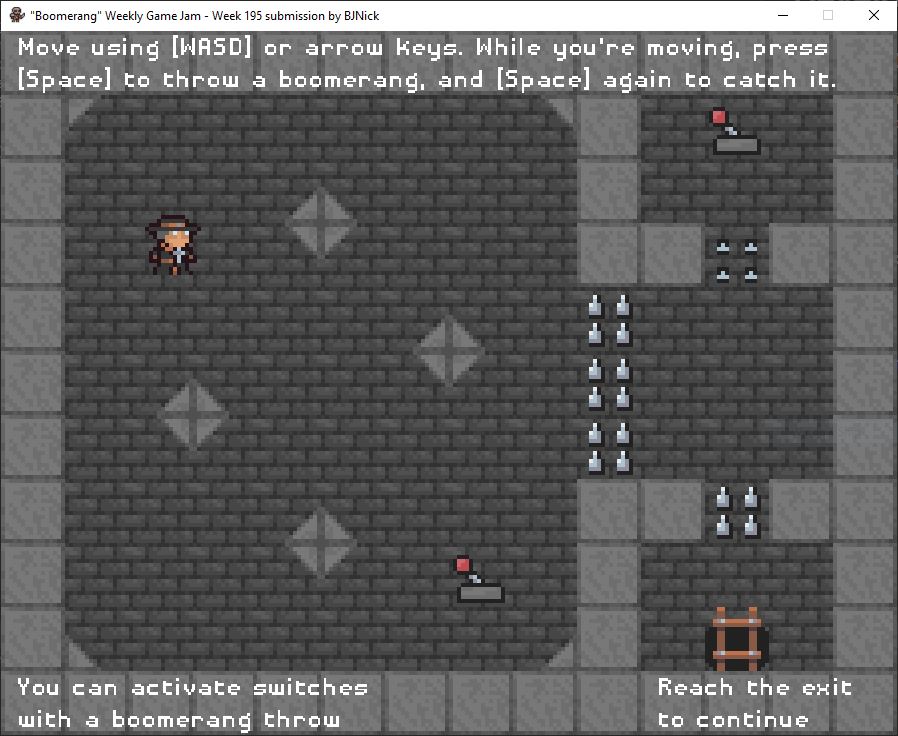 "Boomerang" Weekly Game Jam - Week 195 submission by BJNick
Move using [WASD] or arrow keys. While you're moving, press
[Space] to throw a boomerang, and [Space] again to catch it.
You can activate switches
with a boomerang throw
Reach the exit
to continue